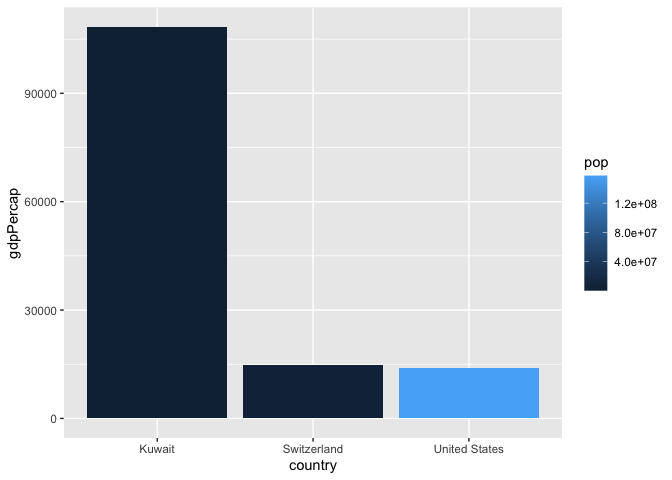 90000
60000
30000
0
gdpPercap
Kuwait
Switzerland
United States
country
pop
1.2e+08
8.0e+07
4.0e+07